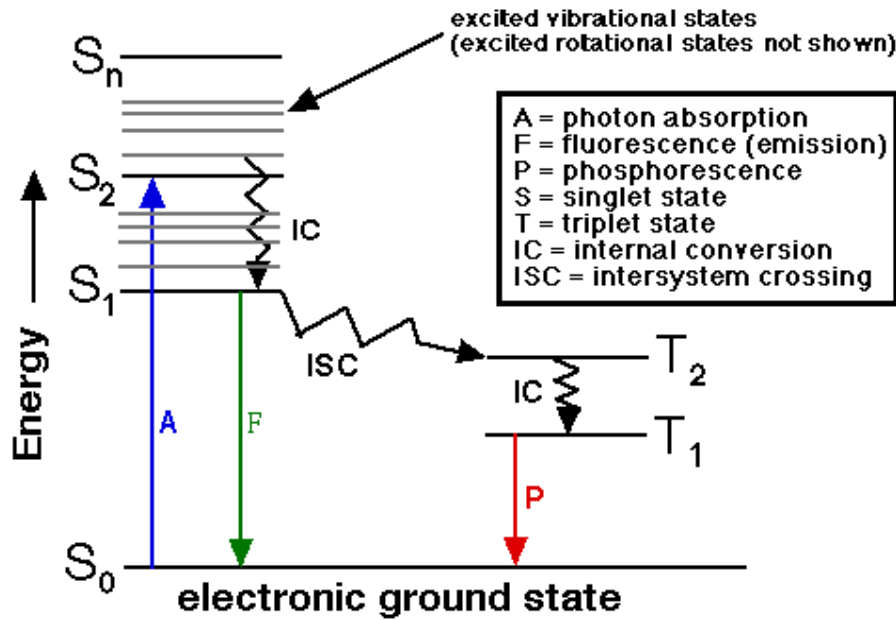 excited vibrational states
(excited rotational states not shown)
Sn
A = photon absorption
F = fluorescence (emission)
P = phosphorescence
S = singlet state
T = triplet state
IC = internal conversion
ISC = intersystem crossing
S2
IC
S1
ISC
T2
IC
T1
Energy
A
F
P
S0
electronic ground state